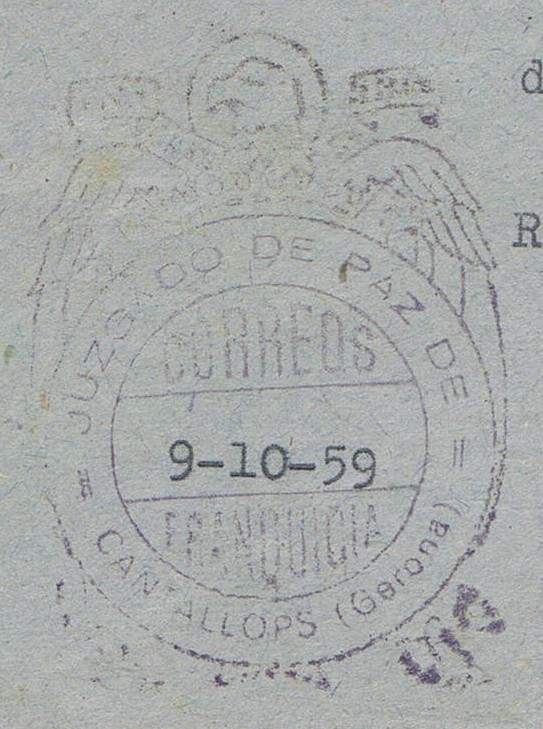 d
R
JUZGADO DE PAZ DE
CORREOS
9-10-59
FRANQUICIA
= CANTALLOPS (Gerona) =